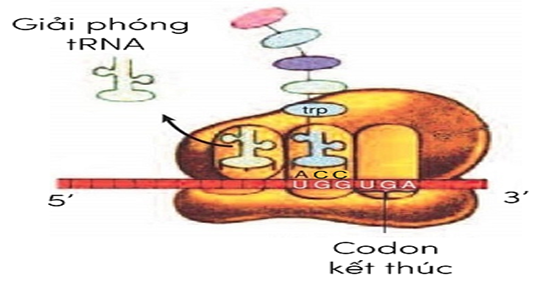 Giải phóng
tRNA
trp
ACC
UGGUGA
5'
3'
Codon
kết thúc